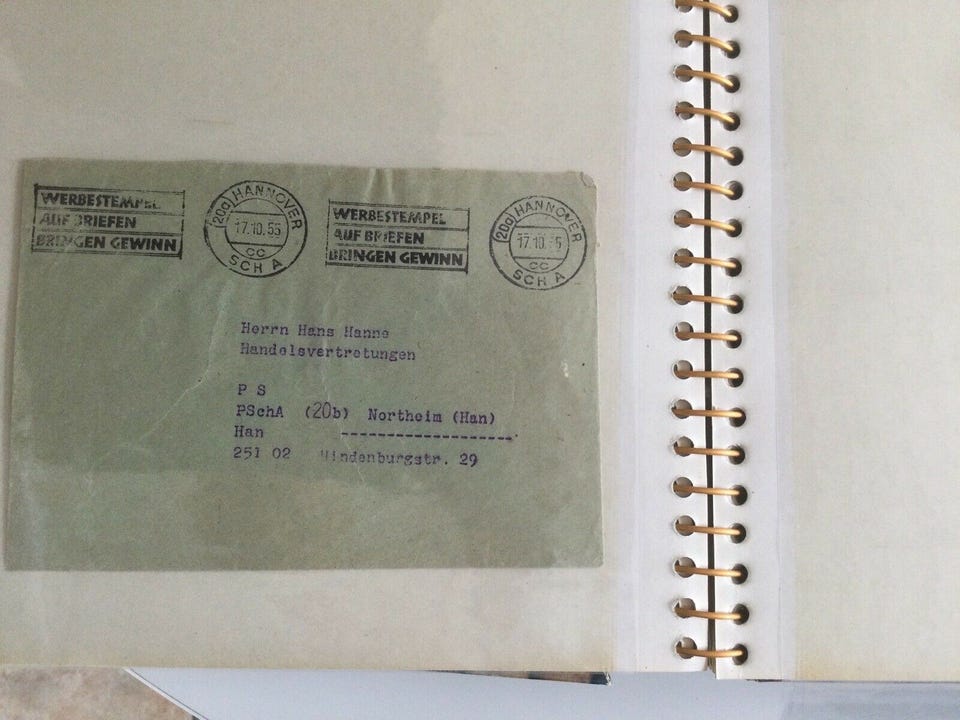 WERBESTEMPEL
AUF BRIEFEN
BRINGEN GEWINN
(20a) HANNOVER
17.10.55
cc
SCH A
WERBESTEMPEL
AUF BRIEFEN
BRINGEN GEWINN
(20a) HANNOVER
17.10.55
cc
SCH A
Herrn Hans Hanne
Handelsvertretungen
P S
PSchA (20b) Northeim (Han)
Han
251 02 Hindenburgstr. 29